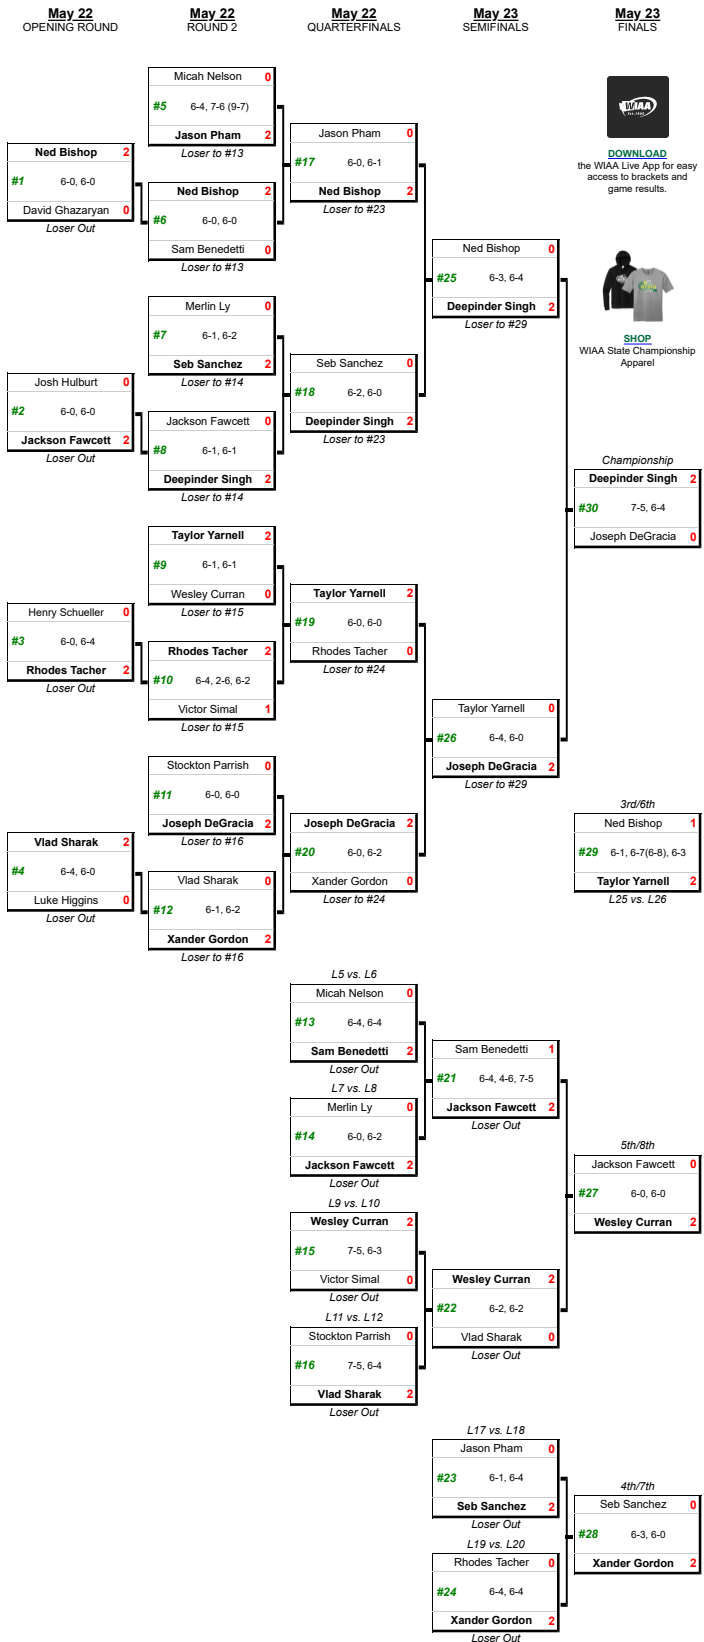 May 22
OPENING ROUND
May 22
ROUND 2
May 22
QUARTERFINALS
May 23
SEMIFINALS
May 23
FINALS
Ned Bishop 2
#1 6-0, 6-0
David Ghazaryan 0
Loser Out
Josh Hulburt 0
#2 6-0, 6-0
Jackson Fawcett 2
Loser Out
Henry Schueller 0
#3 6-0, 6-4
Rhodes Tacher 2
Loser Out
Vlad Sharak 2
#4 6-4, 6-0
Luke Higgins 0
Loser Out
Micah Nelson 0
#5 6-4, 7-6 (9-7)
Jason Pham 2
Loser to #13
Ned Bishop 2
#6 6-0, 6-0
Sam Benedetti 0
Loser to #13
Merlin Ly 0
#7 6-1, 6-2
Seb Sanchez 2
Loser to #14
Jackson Fawcett 0
#8 6-1, 6-1
Deepinder Singh 2
Loser to #14
Taylor Yarnell 2
#9 6-1, 6-1
Wesley Curran 0
Loser to #15
Rhodes Tacher 2
#10 6-4, 2-6, 6-2
Victor Simal 1
Loser to #15
Stockton Parrish 0
#11 6-0, 6-0
Joseph DeGracia 2
Loser to #16
Vlad Sharak 0
#12 6-1, 6-2
Xander Gordon 2
Loser to #16
Jason Pham 0
#17 6-0, 6-1
Ned Bishop 2
Loser to #23
Seb Sanchez 0
#18 6-2, 6-0
Deepinder Singh 2
Loser to #23
Taylor Yarnell 2
#19 6-0, 6-0
Rhodes Tacher 0
Loser to #24
Joseph DeGracia 2
#20 6-0, 6-2
Xander Gordon 0
Loser to #24
L5 vs. L6
Micah Nelson 0
#13 6-4, 6-4
Sam Benedetti 2
Loser Out
L7 vs. L8
Merlin Ly 0
#14 6-0, 6-2
Jackson Fawcett 2
Loser Out
L9 vs. L10
Wesley Curran 2
#15 7-5, 6-3
Victor Simal 0
Loser Out
L11 vs. L12
Stockton Parrish 0
#16 7-5, 6-4
Vlad Sharak 2
Loser Out
Ned Bishop 0
#25 6-3, 6-4
Deepinder Singh 2
Loser to #29
Taylor Yarnell 0
#26 6-4, 6-0
Joseph DeGracia 2
Loser to #29
Sam Benedetti 1
#21 6-4, 4-6, 7-5
Jackson Fawcett 2
Loser Out
Wesley Curran 2
#22 6-2, 6-2
Vlad Sharak 0
Loser Out
L17 vs. L18
Jason Pham 0
#23 6-1, 6-4
Seb Sanchez 2
Loser Out
L19 vs. L20
Rhodes Tacher 0
#24 6-4, 6-4
Xander Gordon 2
Loser Out
WIAA
DOWNLOAD
the WIAA Live App for easy
access to brackets and
game results.
SHOP
WIAA State Championship
Apparel
Championship
Deepinder Singh 2
#30 7-5, 6-4
Joseph DeGracia 0
3rd/6th
Ned Bishop 1
#29 6-1, 6-7(6-8), 6-3
Taylor Yarnell 2
L25 vs. L26
5th/8th
Jackson Fawcett 0
#27 6-0, 6-0
Wesley Curran 2
4th/7th
Seb Sanchez 0
#28 6-3, 6-0
Xander Gordon 2